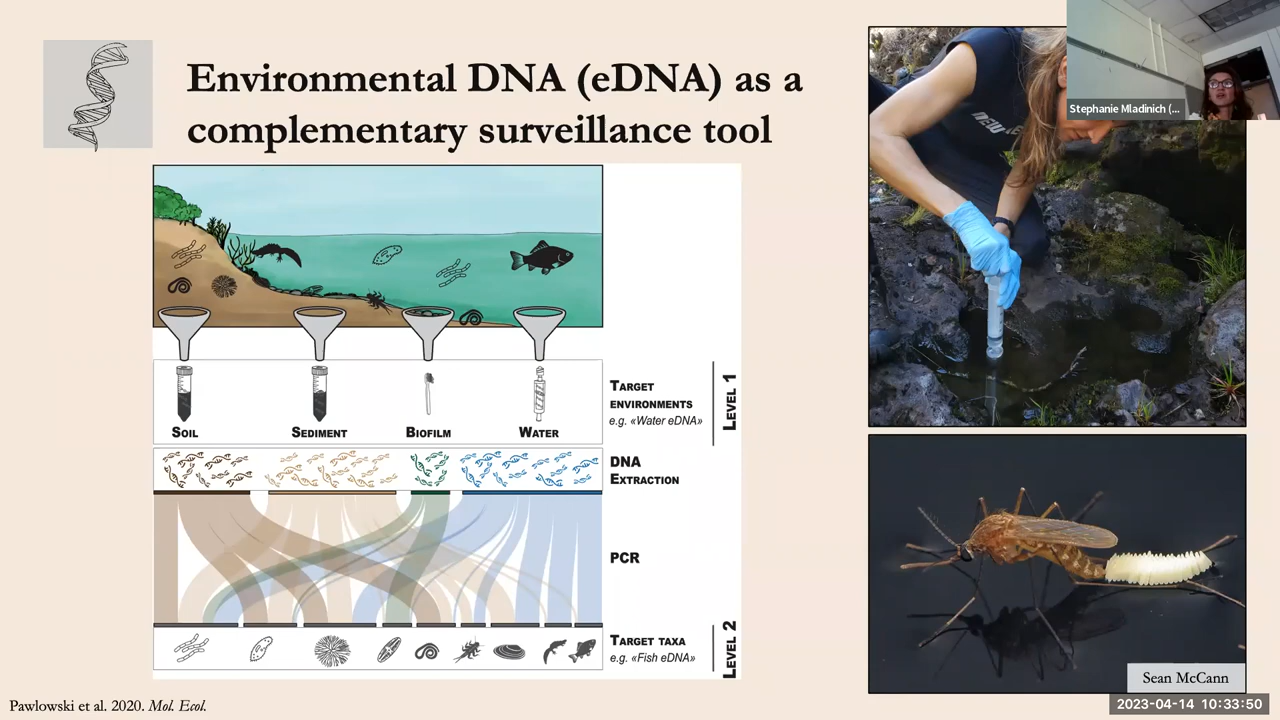 Environmental DNA (eDNA) as a
complementary surveillance tool
Stephanie Mladinich (...
TARGET
ENVIRONMENTS
e.g. «Water eDNA»
LEVEL 1
SOIL
SEDIMENT
BIOFILM
WATER
DNA
EXTRACTION
PCR
TARGET TAXA
e.g. «Fish eDNA»
LEVEL 2
Sean McCann
Pawlowski et al. 2020. Mol. Ecol.
2023-04-14 10:33:50